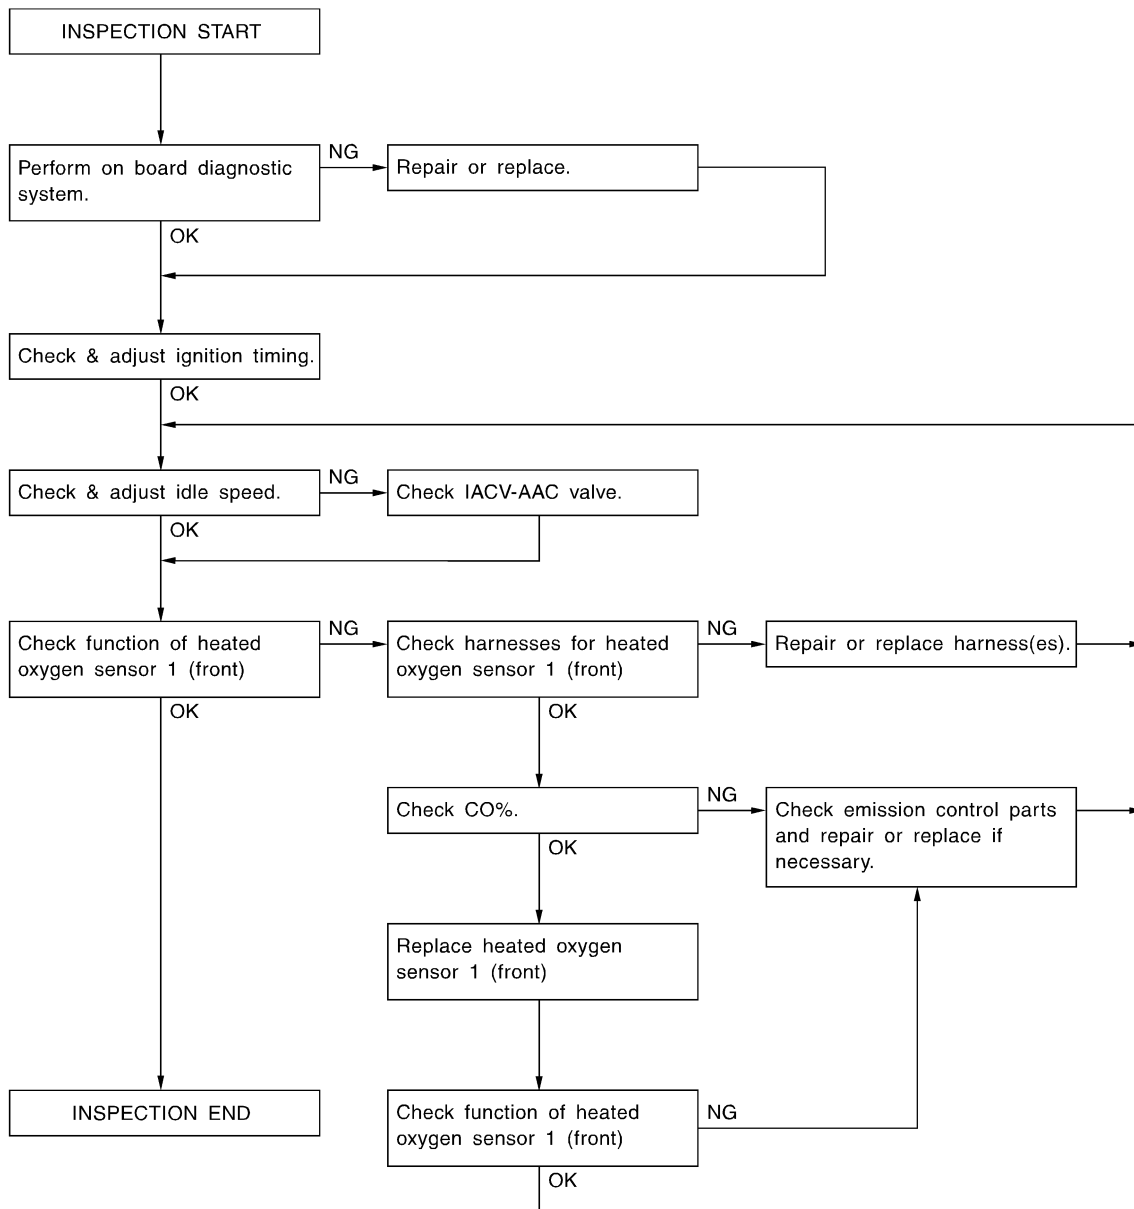 INSPECTION START
Perform on board diagnostic
system.
NG
Repair or replace.
OK
Check & adjust ignition timing.
OK
Check & adjust idle speed.
NG
Check IACV-AAC valve.
OK
Check function of heated
oxygen sensor 1 (front)
NG
Check harnesses for heated
oxygen sensor 1 (front)
NG
Repair or replace harness(es).
OK
OK
Check CO%.
NG
Check emission control parts
and repair or replace if
necessary.
OK
Replace heated oxygen
sensor 1 (front)
INSPECTION END
Check function of heated
oxygen sensor 1 (front)
NG
OK